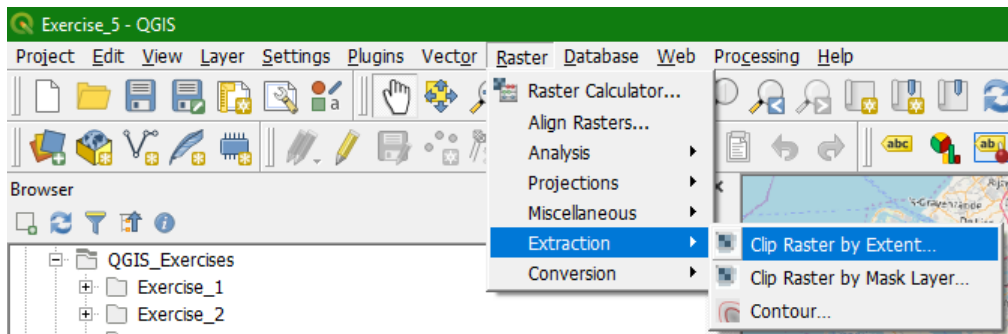 Exercise_5 - QGIS
Project Edit View Layer Settings Plugins Vector Raster Database Web Processing Help
Raster Calculator...
Align Rasters...
Analysis
Projections
Miscellaneous
Extraction
Conversion
Clip Raster by Extent...
Clip Raster by Mask Layer...
Contour...
a
abc
Browser
QGIS_Exercises
Exercise_1
Exercise_2